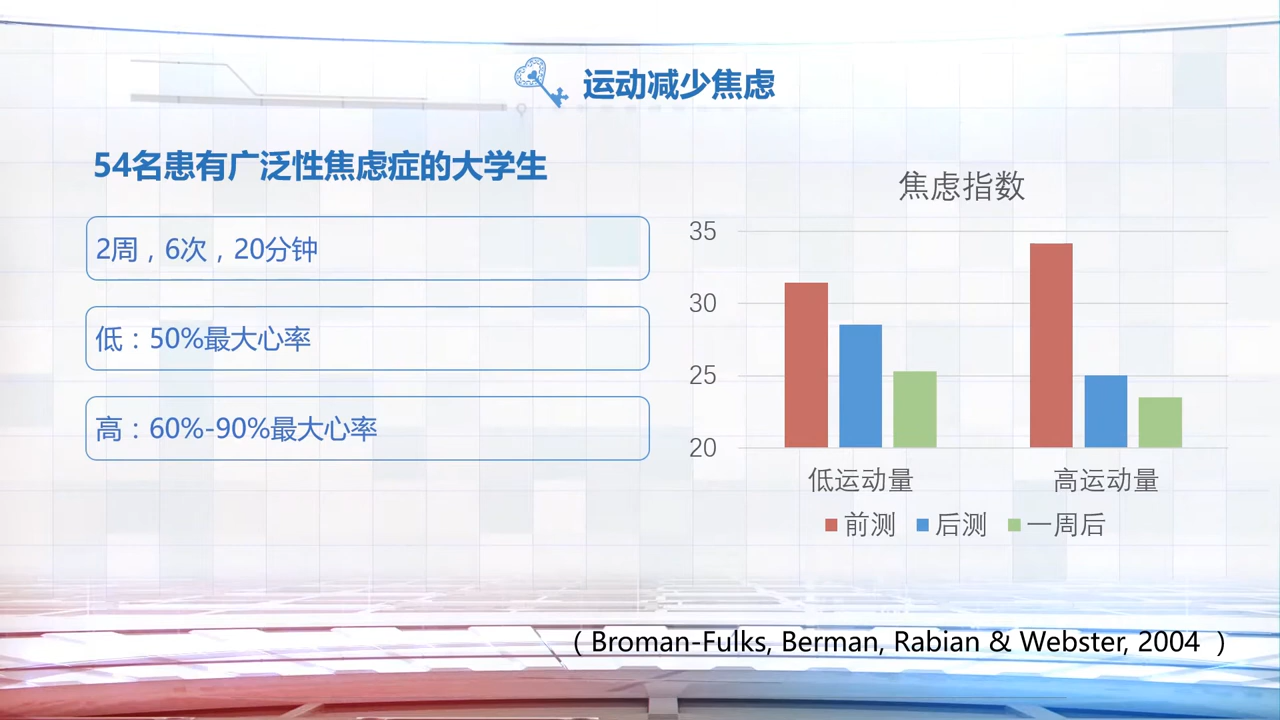 运动减少焦虑
54名患有广泛性焦虑症的大学生
2周，6次，20分钟
低：50%最大心率
高：60%-90%最大心率
焦虑指数
35
30
25
20
低运动量 高运动量
前测 后测 一周后
（ Broman-Fulks, Berman, Rabian & Webster, 2004 ）